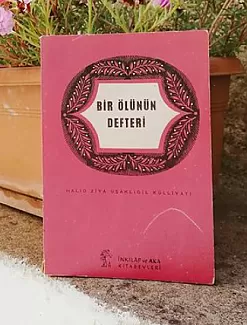 BİR ÖLÜNÜN
DEFTERİ
HALİD ZİYA UŞAKLIGİL KÜLLİYATI
İNKILÂP ve AKA
KİTABEVLERİ